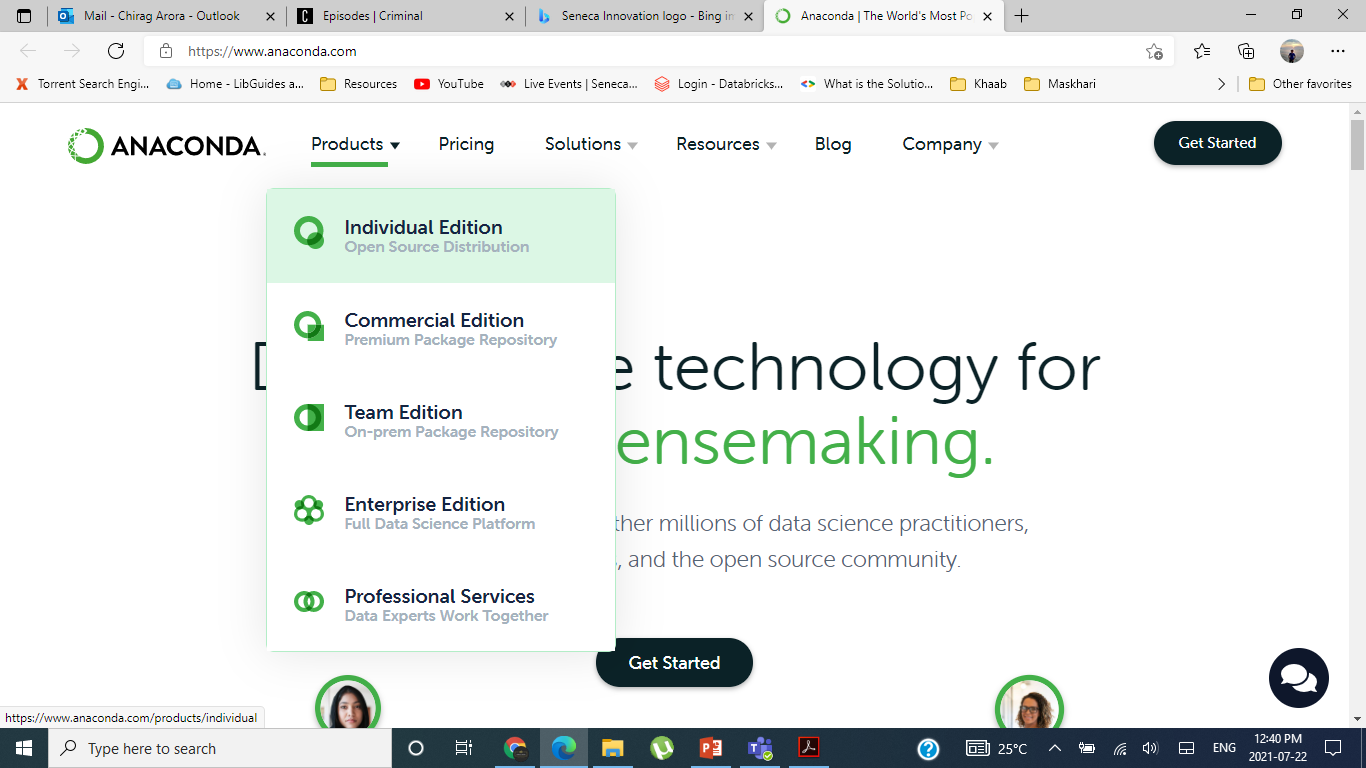 Mail - Chirag Arora - Outlook
Episodes | Criminal
Seneca Innovation logo - Bing im
Anaconda | The World's Most Po
https://www.anaconda.com
Torrent Search Engi...
Home - LibGuides a...
Resources
YouTube
Live Events | Seneca...
Login - Databricks...
What is the Solutio...
Khaab
Maskhari
Other favorites
ANACONDA.
Products
Pricing
Solutions
Resources
Blog
Company
Get Started
Individual Edition
Open Source Distribution
Commercial Edition
Premium Package Repository
Team Edition
On-prem Package Repository
Enterprise Edition
Full Data Science Platform
Professional Services
Data Experts Work Together
technology for
ensemaking.
ther millions of data science practitioners,
, and the open source community.
Get Started
https://www.anaconda.com/products/individual
Type here to search
25°C
ENG
12:40 PM
2021-07-22